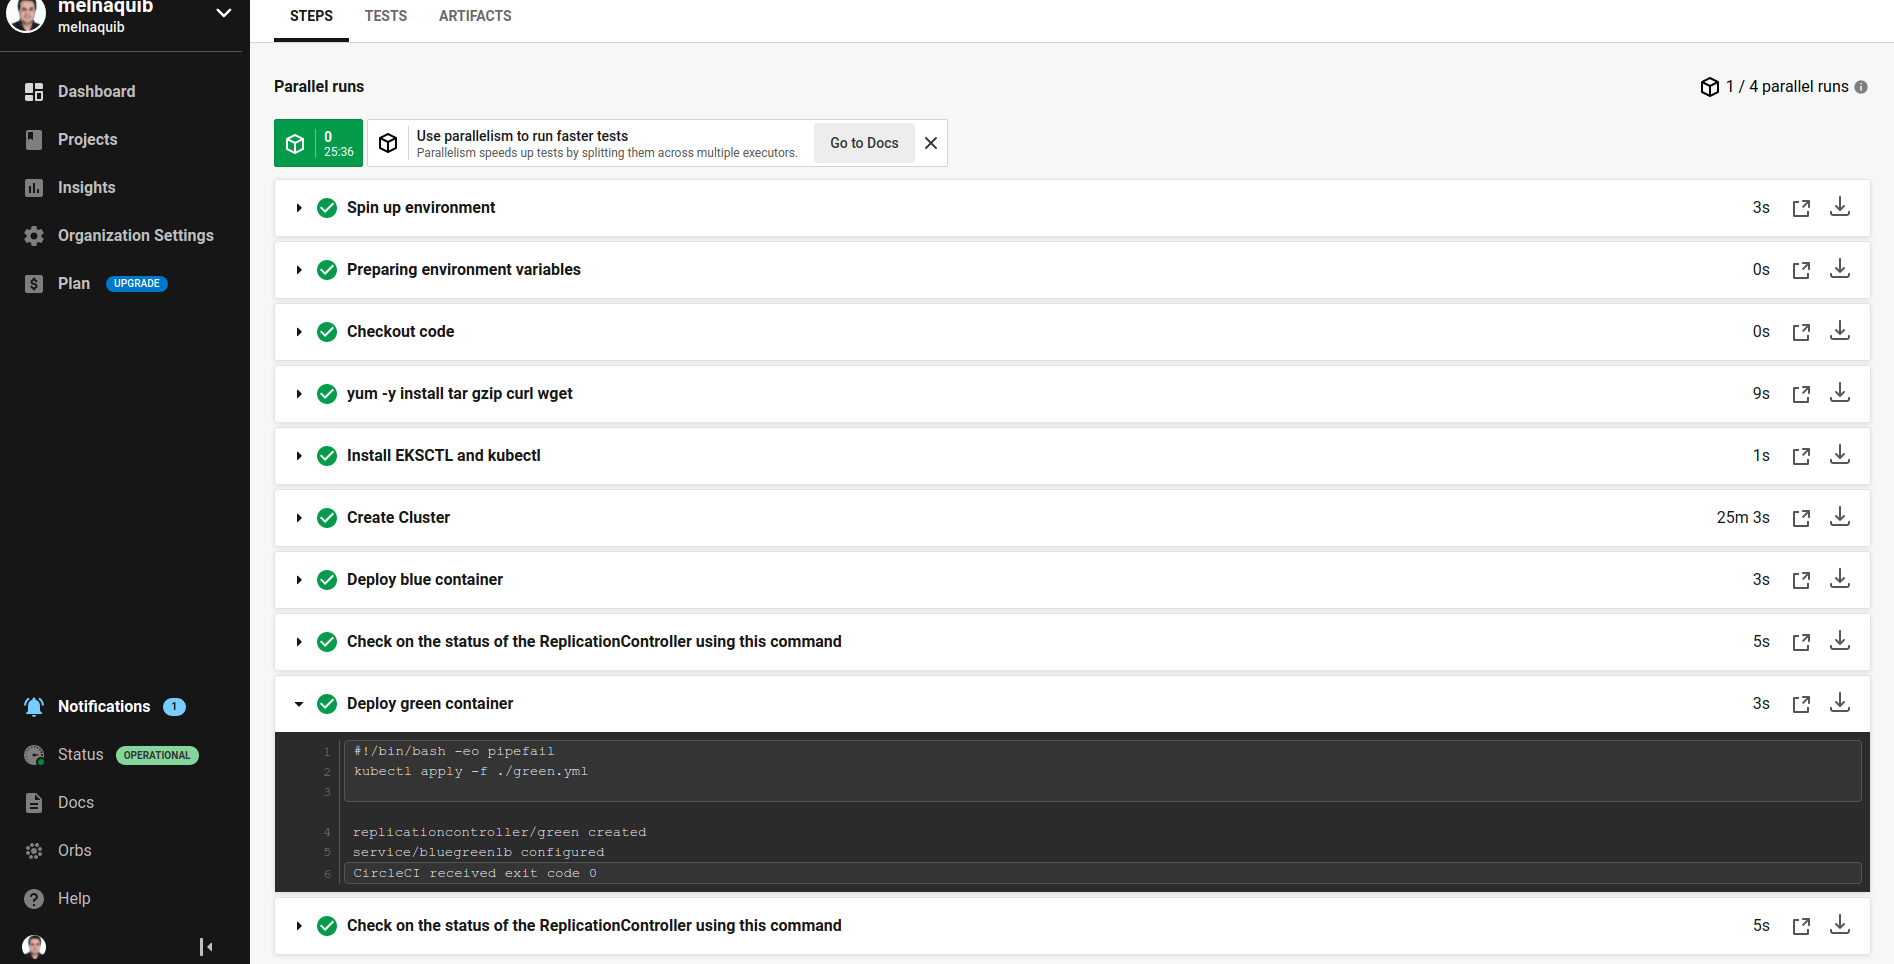 melnaquib
melnaquib
Dashboard
Projects
Insights
Organization Settings
Plan UPGRADE
Notifications 1
Status OPERATIONAL
Docs
Orbs
Help
STEPS TESTS ARTIFACTS
Parallel runs
1 / 4 parallel runs
0
25:36
Use parallelism to run faster tests
Parallelism speeds up tests by splitting them across multiple executors.
Go to Docs
Spin up environment 3s
Preparing environment variables 0s
Checkout code 0s
yum -y install tar gzip curl wget 9s
Install EKSCTL and kubectl 1s
Create Cluster 25m 3s
Deploy blue container 3s
Check on the status of the ReplicationController using this command 5s
Deploy green container 3s
1 #!/bin/bash -eo pipefail
2 kubectl apply -f ./green.yml
3
4 replicationcontroller/green created
5 service/bluegreenlb configured
6 CircleCI received exit code 0
Check on the status of the ReplicationController using this command 5s